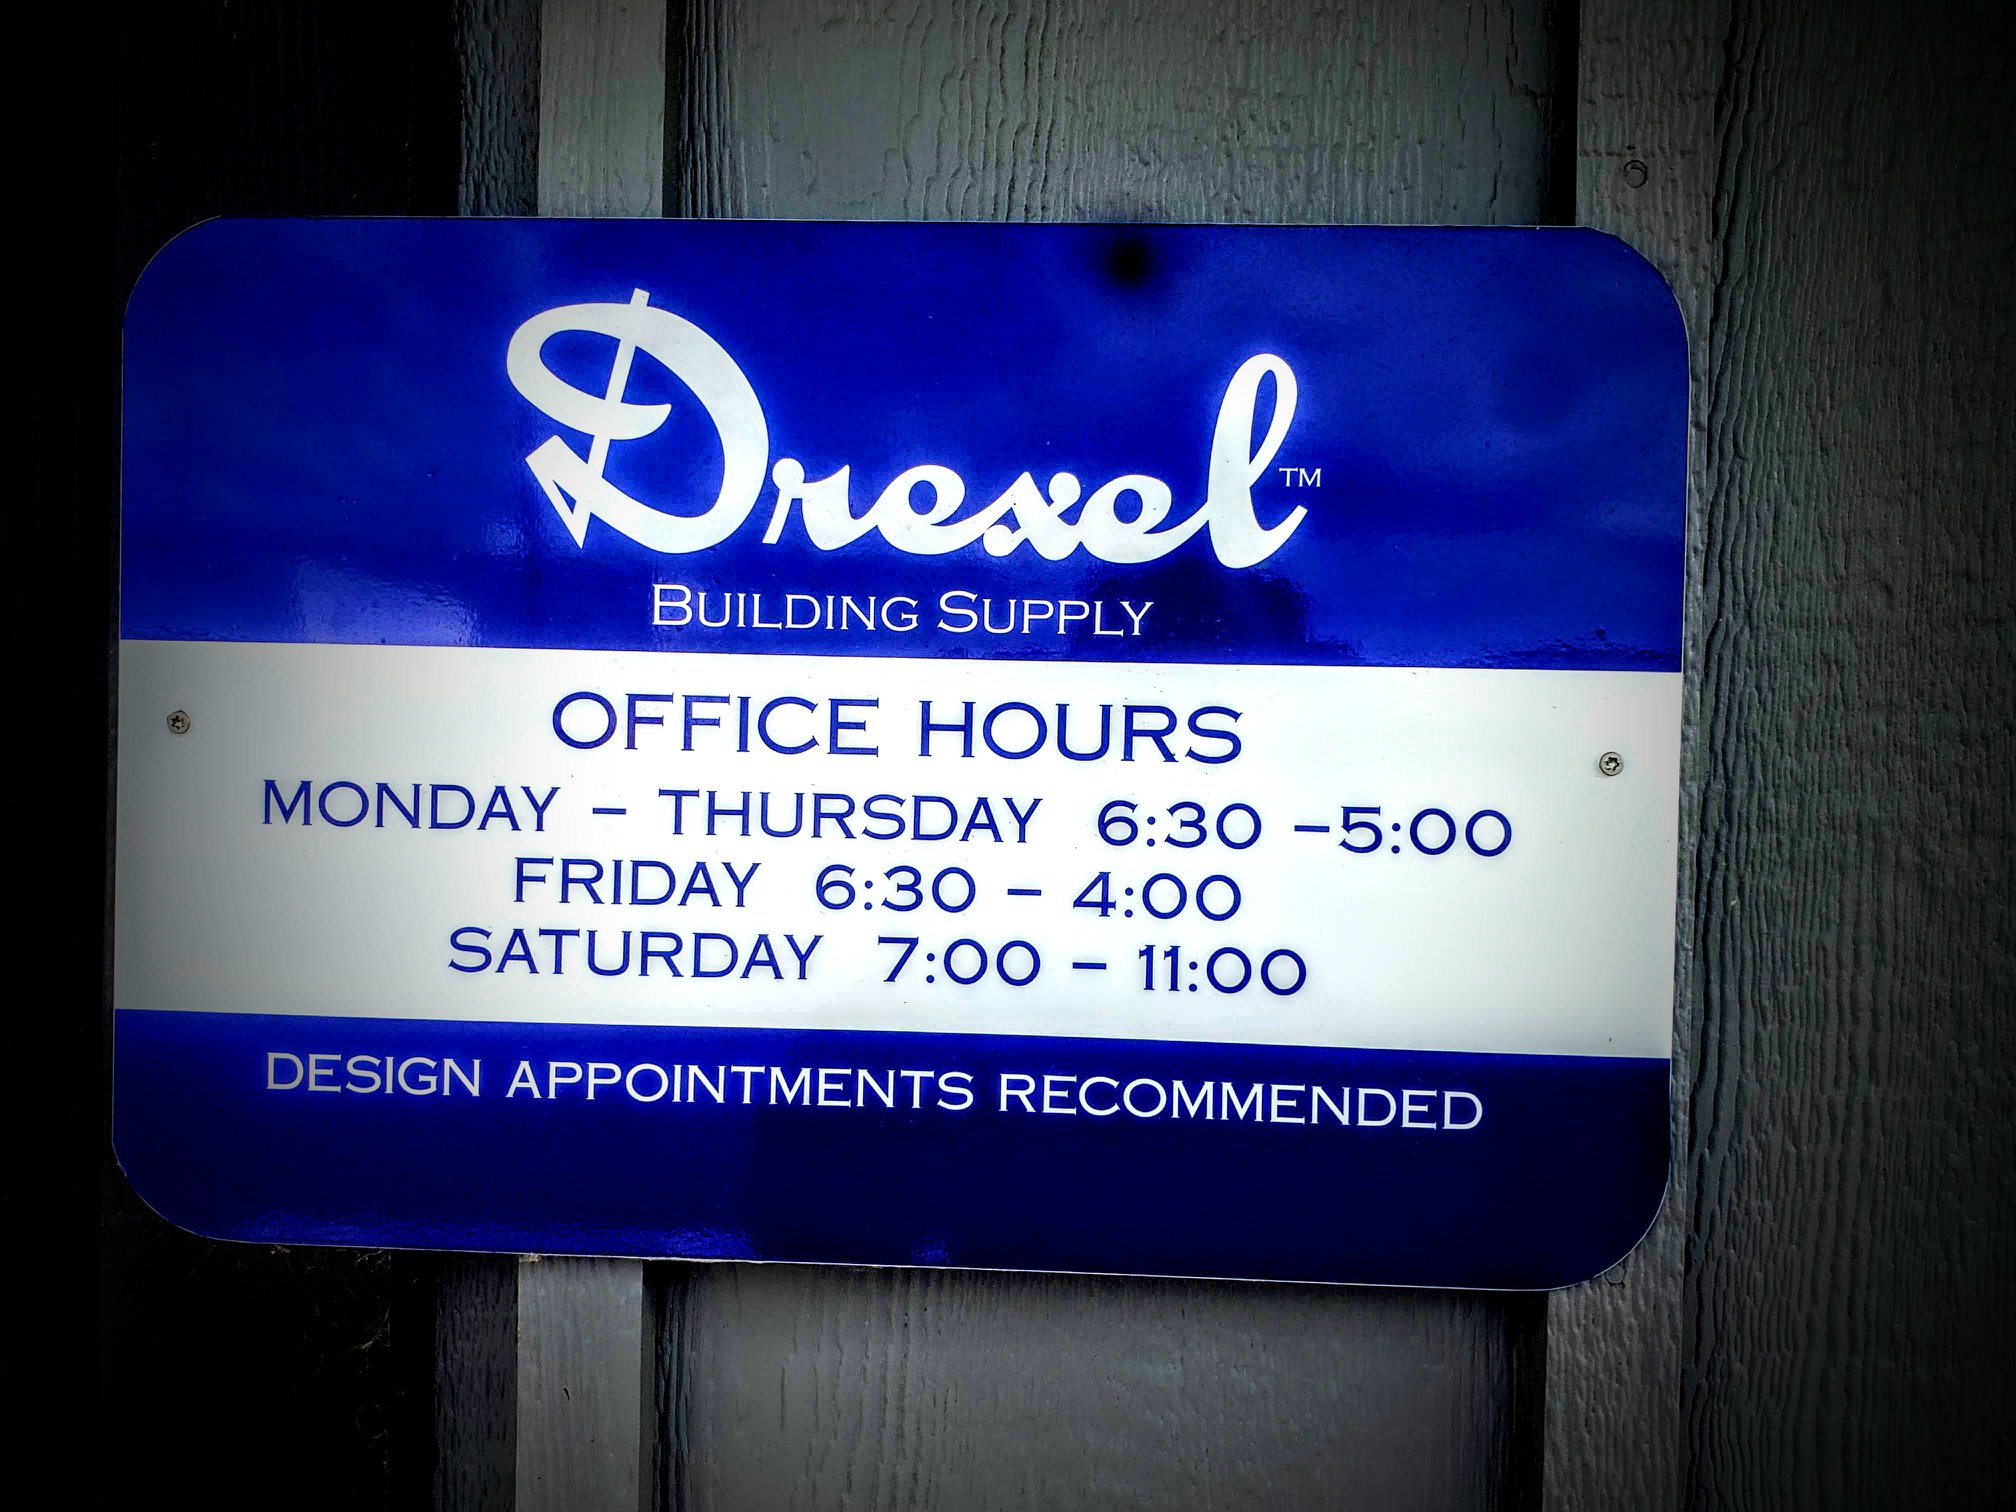 Drexel™
BUILDING SUPPLY
OFFICE HOURS
MONDAY – THURSDAY 6:30 –5:00
FRIDAY 6:30 – 4:00
SATURDAY 7:00 – 11:00
DESIGN APPOINTMENTS RECOMMENDED